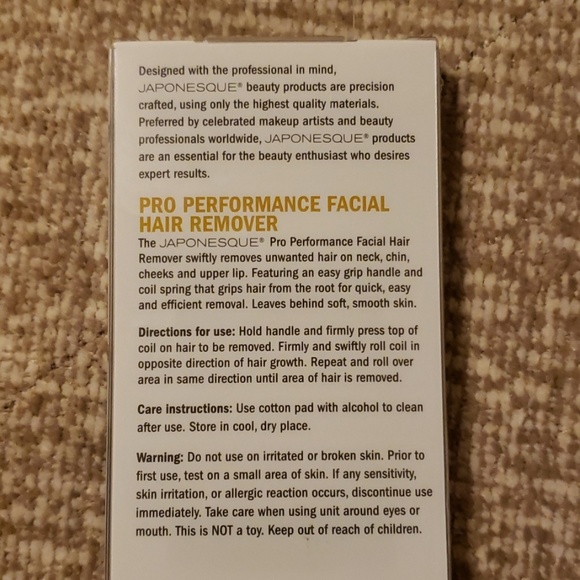 Designed with the professional in mind,
JAPONESQUE® beauty products are precision
crafted, using only the highest quality materials.
Preferred by celebrated makeup artists and beauty
professionals worldwide, JAPONESQUE® products
are an essential for the beauty enthusiast who desires
expert results.
PRO PERFORMANCE FACIAL
HAIR REMOVER
The JAPONESQUE® Pro Performance Facial Hair
Remover swiftly removes unwanted hair on neck, chin,
cheeks and upper lip. Featuring an easy grip handle and
coil spring that grips hair from the root for quick, easy
and efficient removal. Leaves behind soft, smooth skin.
Directions for use: Hold handle and firmly press top of
coil on hair to be removed. Firmly and swiftly roll coil in
opposite direction of hair growth. Repeat and roll over
area in same direction until area of hair is removed.
Care instructions: Use cotton pad with alcohol to clean
after use. Store in cool, dry place.
Warning: Do not use on irritated or broken skin. Prior to
first use, test on a small area of skin. If any sensitivity,
skin irritation, or allergic reaction occurs, discontinue use
immediately. Take care when using unit around eyes or
mouth. This is NOT a toy. Keep out of reach of children.